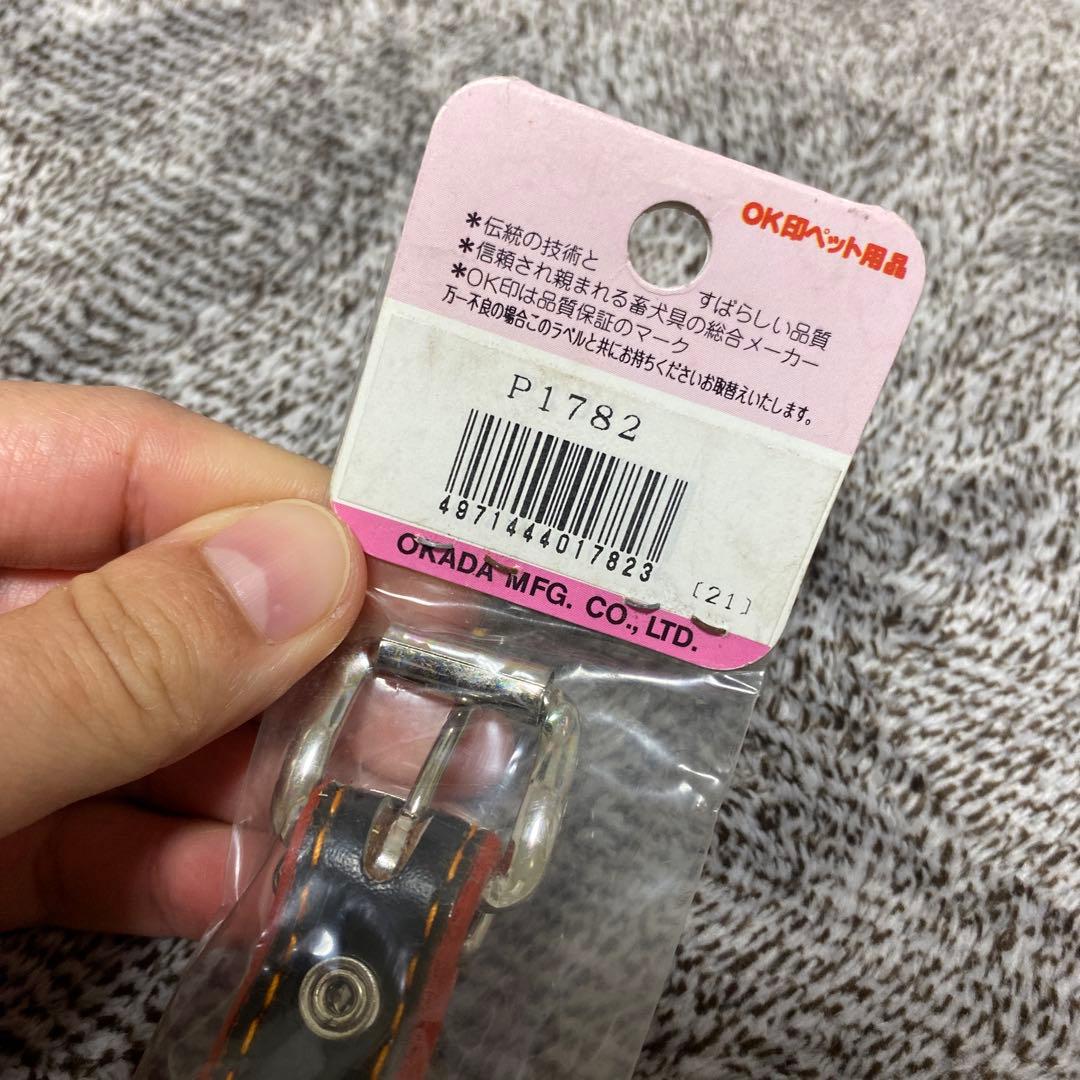 OK印ペット用品
*伝統の技術と
すばらしい品質
*信頼され親まれる畜犬具の総合メーカー
*OK印は品質保証のマーク
万一不良の場合このラベルと共にお持ちくださいお取替えいたします。
P1782
4971444017823
[21]
OKADA MFG. CO., LTD.